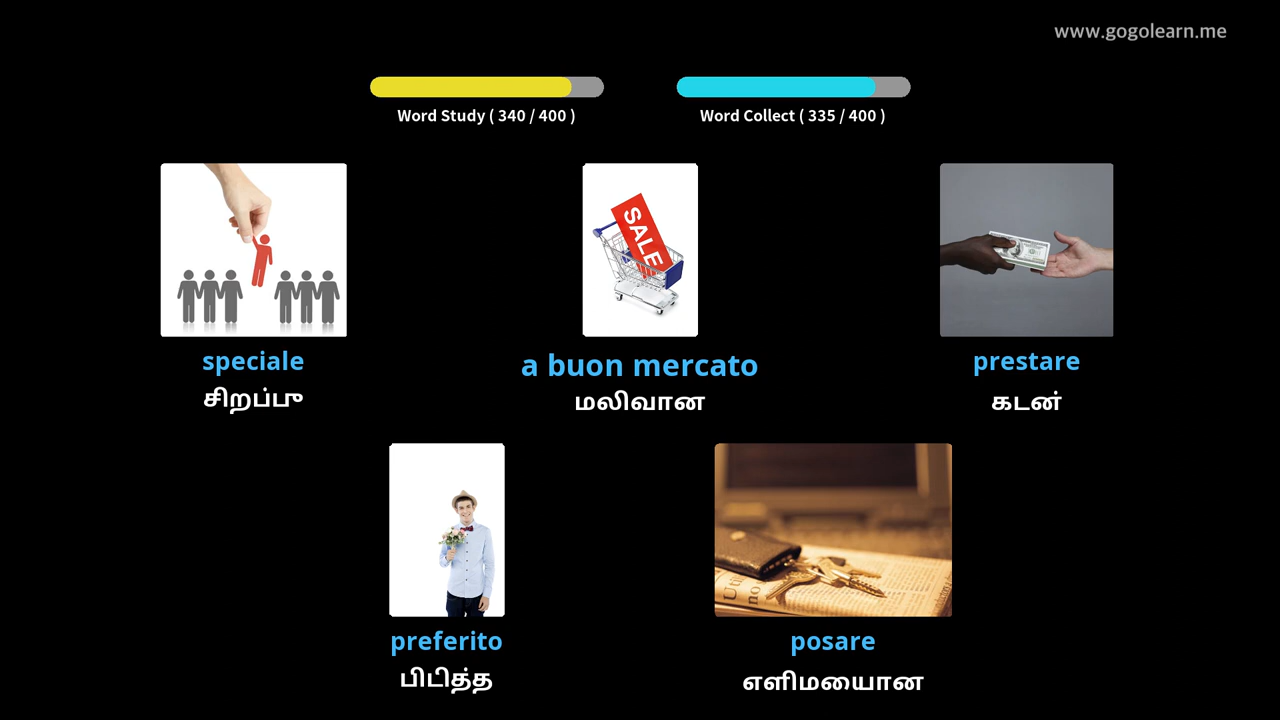 www.gogolearn.me
Word Study ( 340 / 400 )
Word Collect ( 335 / 400 )
SALE
speciale
சிறப்பு
a buon mercato
மலிவான
prestare
கடன்
preferito
பிடித்த
posare
எளிமையான